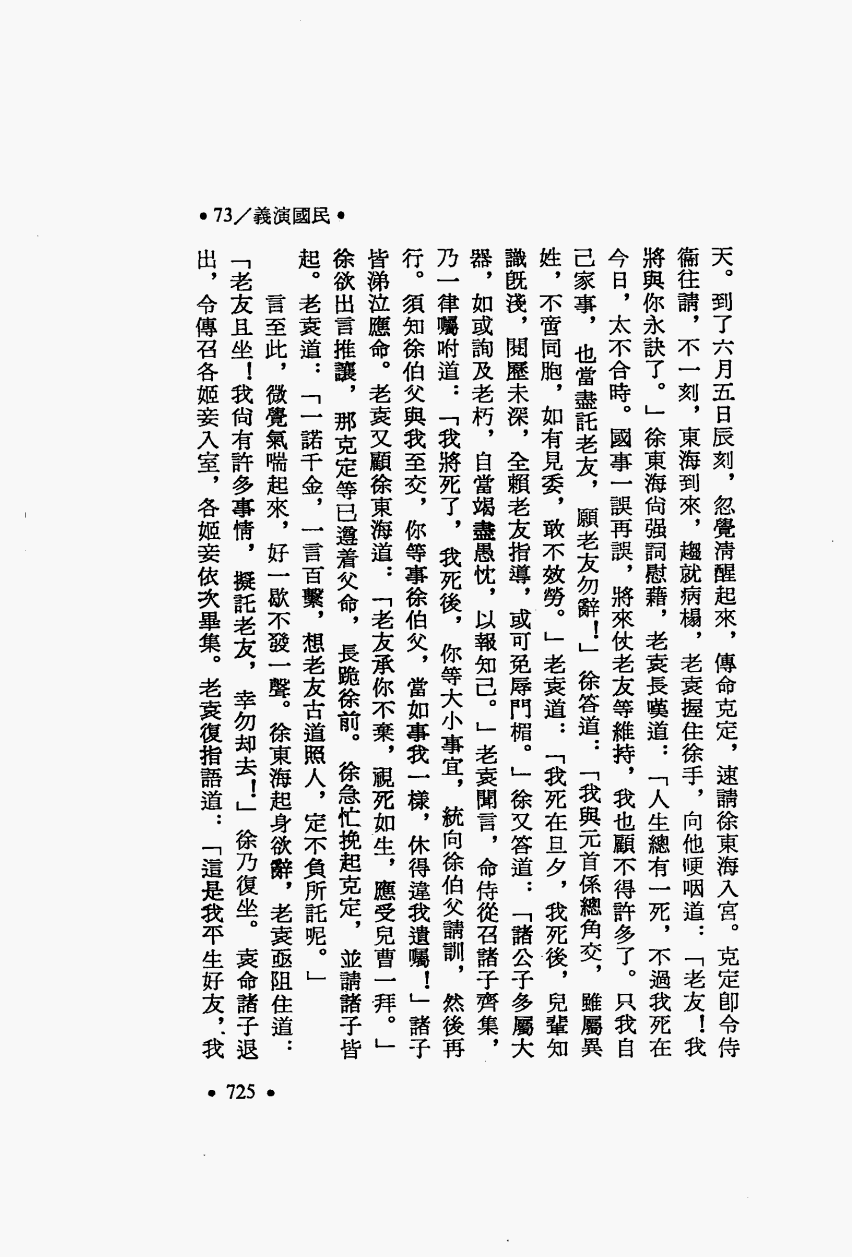 •民國演義／73•
天。到了六月五日辰刻，忽覺清醒起來，傳命克定，速請徐東海入宮。克定卽令侍
衞往請，不一刻，東海到來，趨就病榻，老袁握住徐手，向他哽咽道：「老友！我
將與你永訣了。」徐東海尙强詞慰藉，老袁長嘆道：「人生總有一死，不過我死在
今日，太不合時。國事一誤再誤，將來仗老友等維持，我也顧不得許多了。只我自
己家事，也當盡託老友，願老友勿辭！」徐答道：「我與元首係總角交，雖屬異
姓，不啻同胞，如有見委，敢不效勞。」老袁道：「我死在旦夕，我死後，兒輩知
識旣淺，閱歷未深，全賴老友指導，或可免辱門楣。」徐又答道：「諸公子多屬大
器，如或詢及老朽，自當竭盡愚忱，以報知己。」老袁聞言，命侍從召諸子齊集，
乃一律囑咐道：「我將死了，我死後，你等大小事宜，統向徐伯父請訓，然後再
行。須知徐伯父與我至交，你等事徐伯父，當如事我一樣，休得違我遺囑！」諸子
皆涕泣應命。老袁又顧徐東海道：「老友承你不棄，視死如生，應受兒曹一拜。」
徐欲出言推讓，那克定等已遵着父命，長跪徐前。徐急忙挽起克定，並請諸子皆
起。老袁道：「一諾千金，一言百繫，想老友古道照人，定不負所託呢。」
言至此，微覺氣喘起來，好一歇不發一聲。徐東海起身欲辭，老袁亟阻住道：
「老友且坐！我尙有許多事情，擬託老友，幸勿却去！」徐乃復坐。袁命諸子退
出，令傳召各姬妾入室，各姬妾依次畢集。老袁復指語道：「這是我平生好友，我
•725•